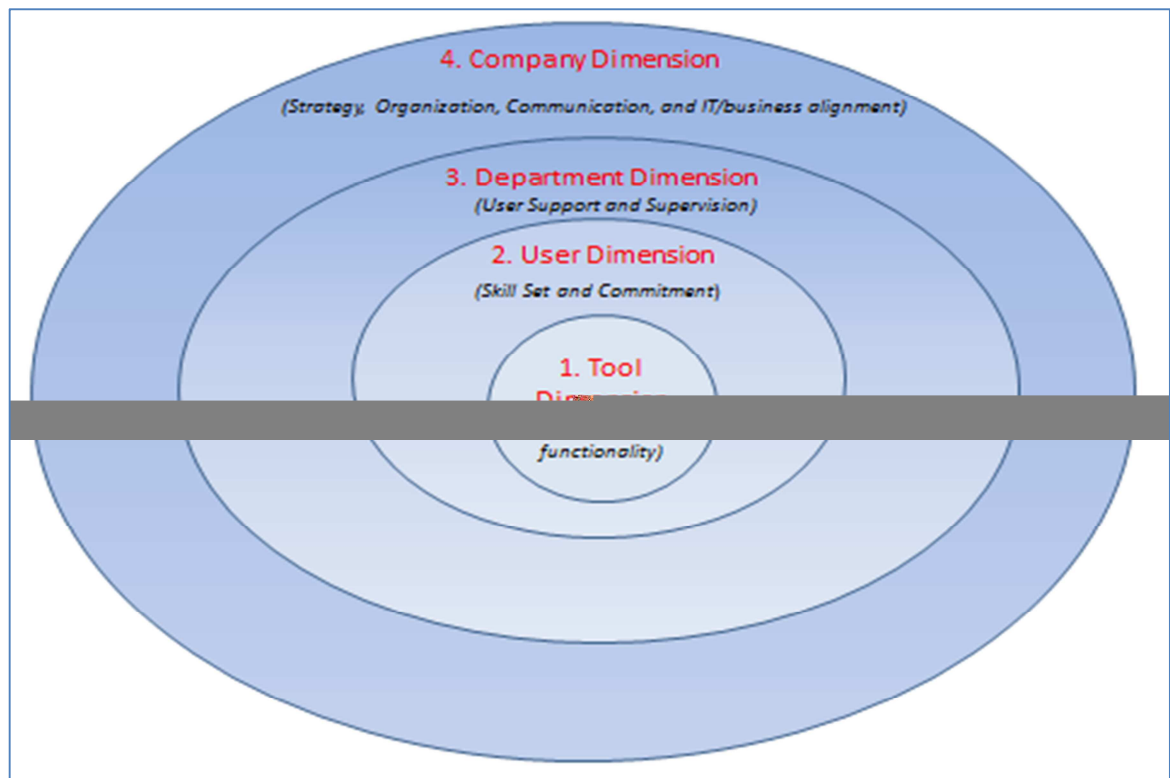 4. Company Dimension
(Strategy, Organization, Communication, and IT/business alignment)
3. Department Dimension
(User Support and Supervision)
2. User Dimension
(Skill Set and Commitment)
1. Tool
functionality)